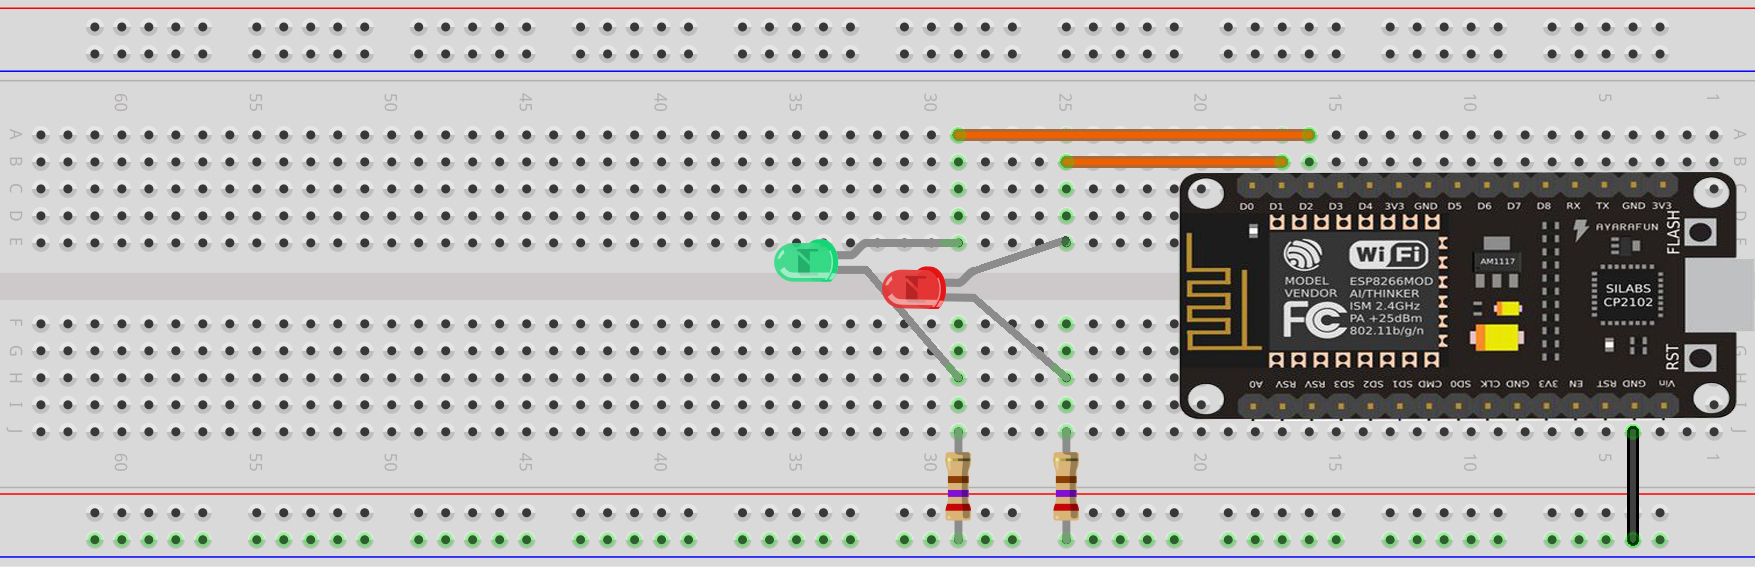 60 55 50 45 40 35 30 25 20 15 10 5 1
A A
B B
C C
D D
E E
D0 D1 D2 D3 D4 3V3 GND D5 D6 D7 D8 RX TX GND 3V3
AYARAFUN
FLASH
WiFi
MODEL
VENDOR
ESP8266MOD
AI/THINKER
ISM 2.4GHz
PA +25dBm
802.11b/g/n
FC
AM1117
SILABS
CP2102
RST
A0 RSV RSV SD3 SD2 SD1 CMD SD0 CLK GND 3V3 EN RST GND Vin
F
G G
H H
I I
J J
60 55 50 45 40 35 30 25 20 15 10 5 1